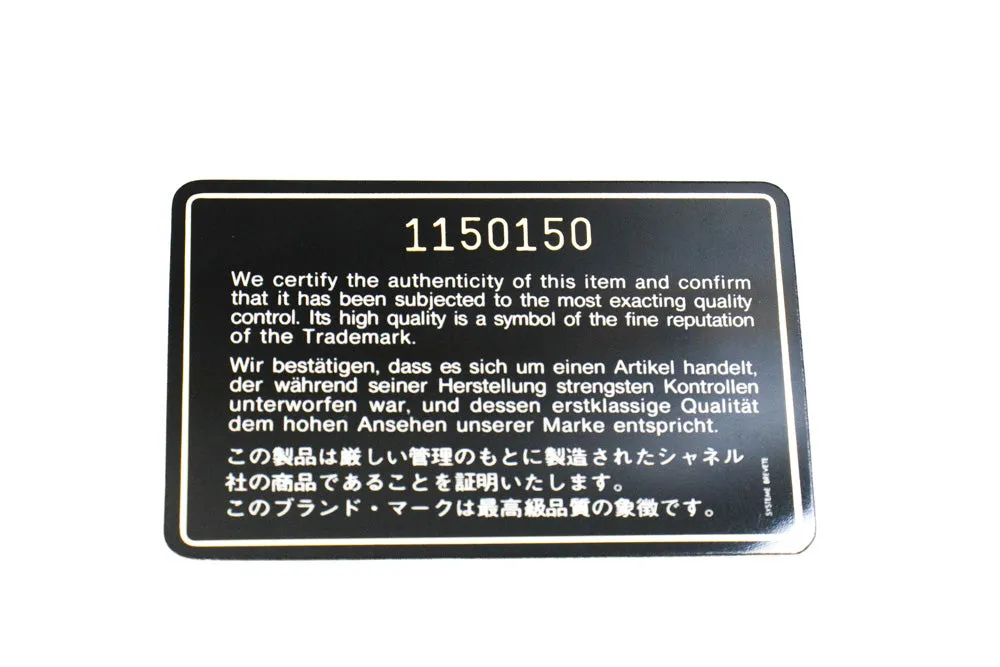 1150150
We certify the authenticity of this item and confirm
that it has been subjected to the most exacting quality
control. Its high quality is a symbol of the fine reputation
of the Trademark.
Wir bestätigen, dass es sich um einen Artikel handelt,
der während seiner Herstellung strengsten Kontrollen
unterworfen war, und dessen erstklassige Qualität
dem hohen Ansehen unserer Marke entspricht.
この製品は厳しい管理のもとに製造されたシャネル
社の商品であることを証明いたします。
このブランド・マークは最高級品質の象徴です。
SYSTEME BREVETE